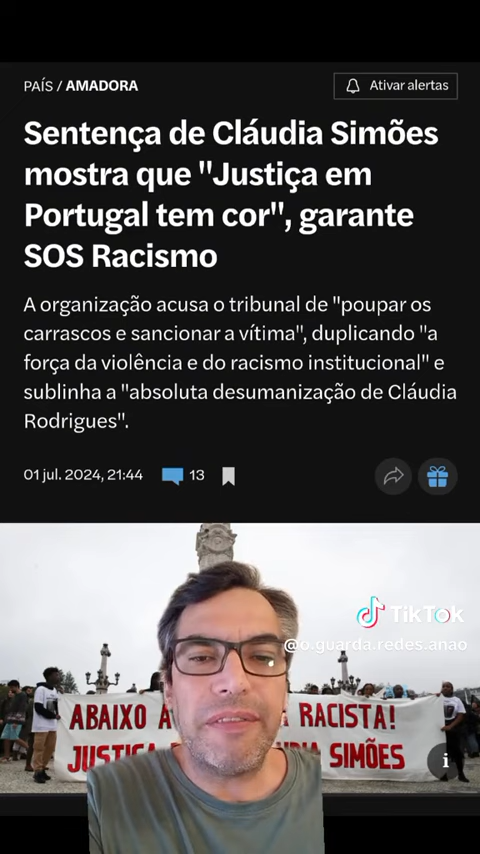 PAÍS / AMADORA
Ativar alertas
Sentença de Cláudia Simões
mostra que "Justiça em
Portugal tem cor", garante
SOS Racismo
A organização acusa o tribunal de "poupar os
carrascos e sancionar a vítima", duplicando "a
força da violência e do racismo institucional" e
sublinha a "absoluta desumanização de Cláudia
Rodrigues".
01 jul. 2024, 21:44
13
TikTok
@o.guarda.redes.anao
ABAIXO A RACISTA!
JUSTIÇA SIMÕES
i